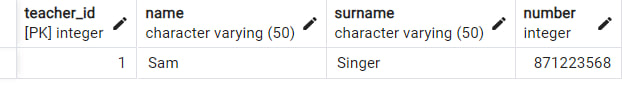 teacher_id name surname number
[PK] integer character varying (50) character varying (50) integer
1 Sam Singer 871223568